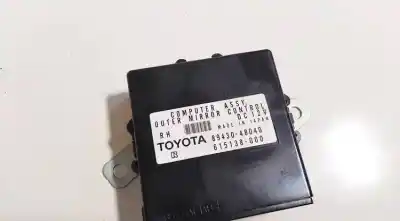 COMPUTER ASSY
OUTER MIRROR CONTROL
RH DC12V
MADE IN JAPAN
TOYOTA 89430-48040
615138-000